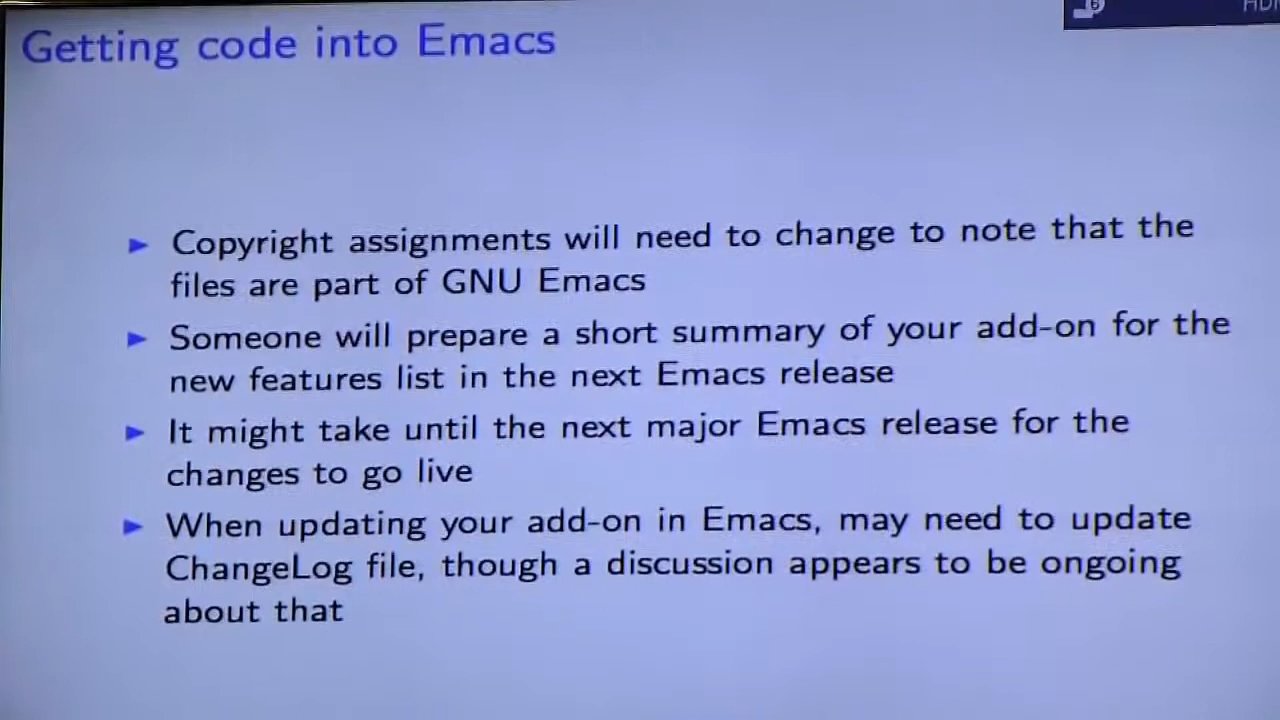 Getting code into Emacs
6
► Copyright assignments will need to change to note that the
files are part of GNU Emacs
► Someone will prepare a short summary of your add-on for the
new features list in the next Emacs release
► It might take until the next major Emacs release for the
changes to go live
► When updating your add-on in Emacs, may need to update
ChangeLog file, though a discussion appears to be ongoing
about that